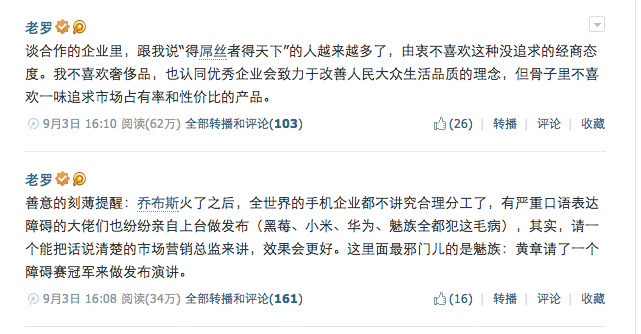 老罗
谈合作的企业里，跟我说“得屌丝者得天下”的人越来越多了，由衷不喜欢这种没追求的经商态
度。我不喜欢奢侈品，也认同优秀企业会致力于改善人民大众生活品质的理念，但骨子里不喜
欢一味追求市场占有率和性价比的产品。
9月3日 16:10 阅读(62万) 全部转播和评论(103) (26) | 转播 | 评论 | 收藏
老罗
善意的刻薄提醒：乔布斯火了之后，全世界的手机企业都不讲究合理分工了，有严重口语表达
障碍的大佬们也纷纷亲自上台做发布（黑莓、小米、华为、魅族全都犯这毛病），其实，请一
个能把话说清楚的市场营销总监来讲，效果会更好。这里面最邪门儿的是魅族：黄章请了一个
障碍赛冠军来做发布演讲。
9月3日 16:08 阅读(34万) 全部转播和评论(161) (16) | 转播 | 评论 | 收藏